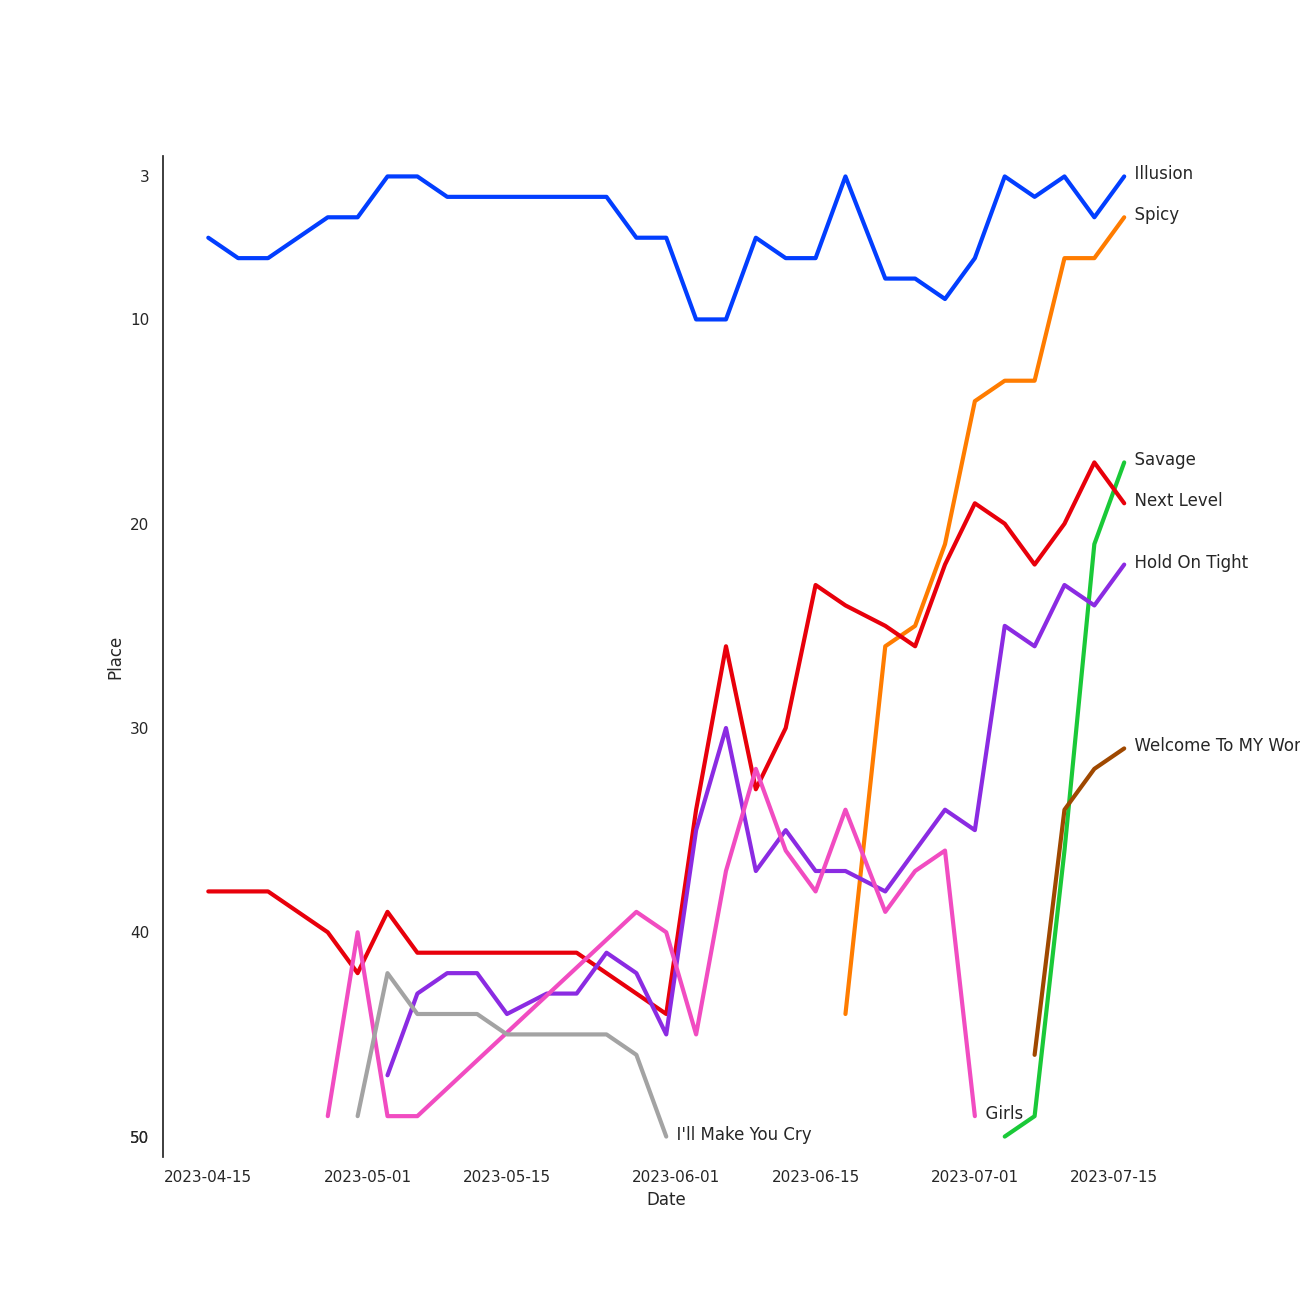 3
Illusion
Spicy
10
Savage
Next Level
20
Hold On Tight
Place
30
Welcome To MY Wor
40
Girls
I'll Make You Cry
50
2023-04-15
2023-05-01
2023-05-15
2023-06-01
2023-06-15
2023-07-01
2023-07-15
Date